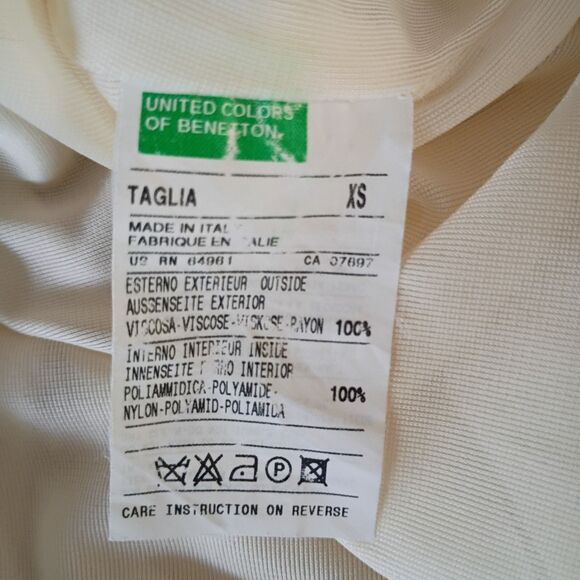 UNITED COLORS
OF BENETTON.
TAGLIA XS
MADE IN ITALY
FABRIQUE EN ITALIE
US RN 64961 CA 07697
ESTERNO EXTERIEUR OUTSIDE
AUSSENSEITE EXTERIOR
VISCOSA-VISCOSE-VISKOSE-RAYON 100%
INTERNO INTERIEUR INSIDE
INNENSEITE INTERIOR
POLIAMMIDICA-POLYAMIDE-
NYLON-POLYAMID-POLIAMIDA 100%
P
CARE INSTRUCTION ON REVERSE